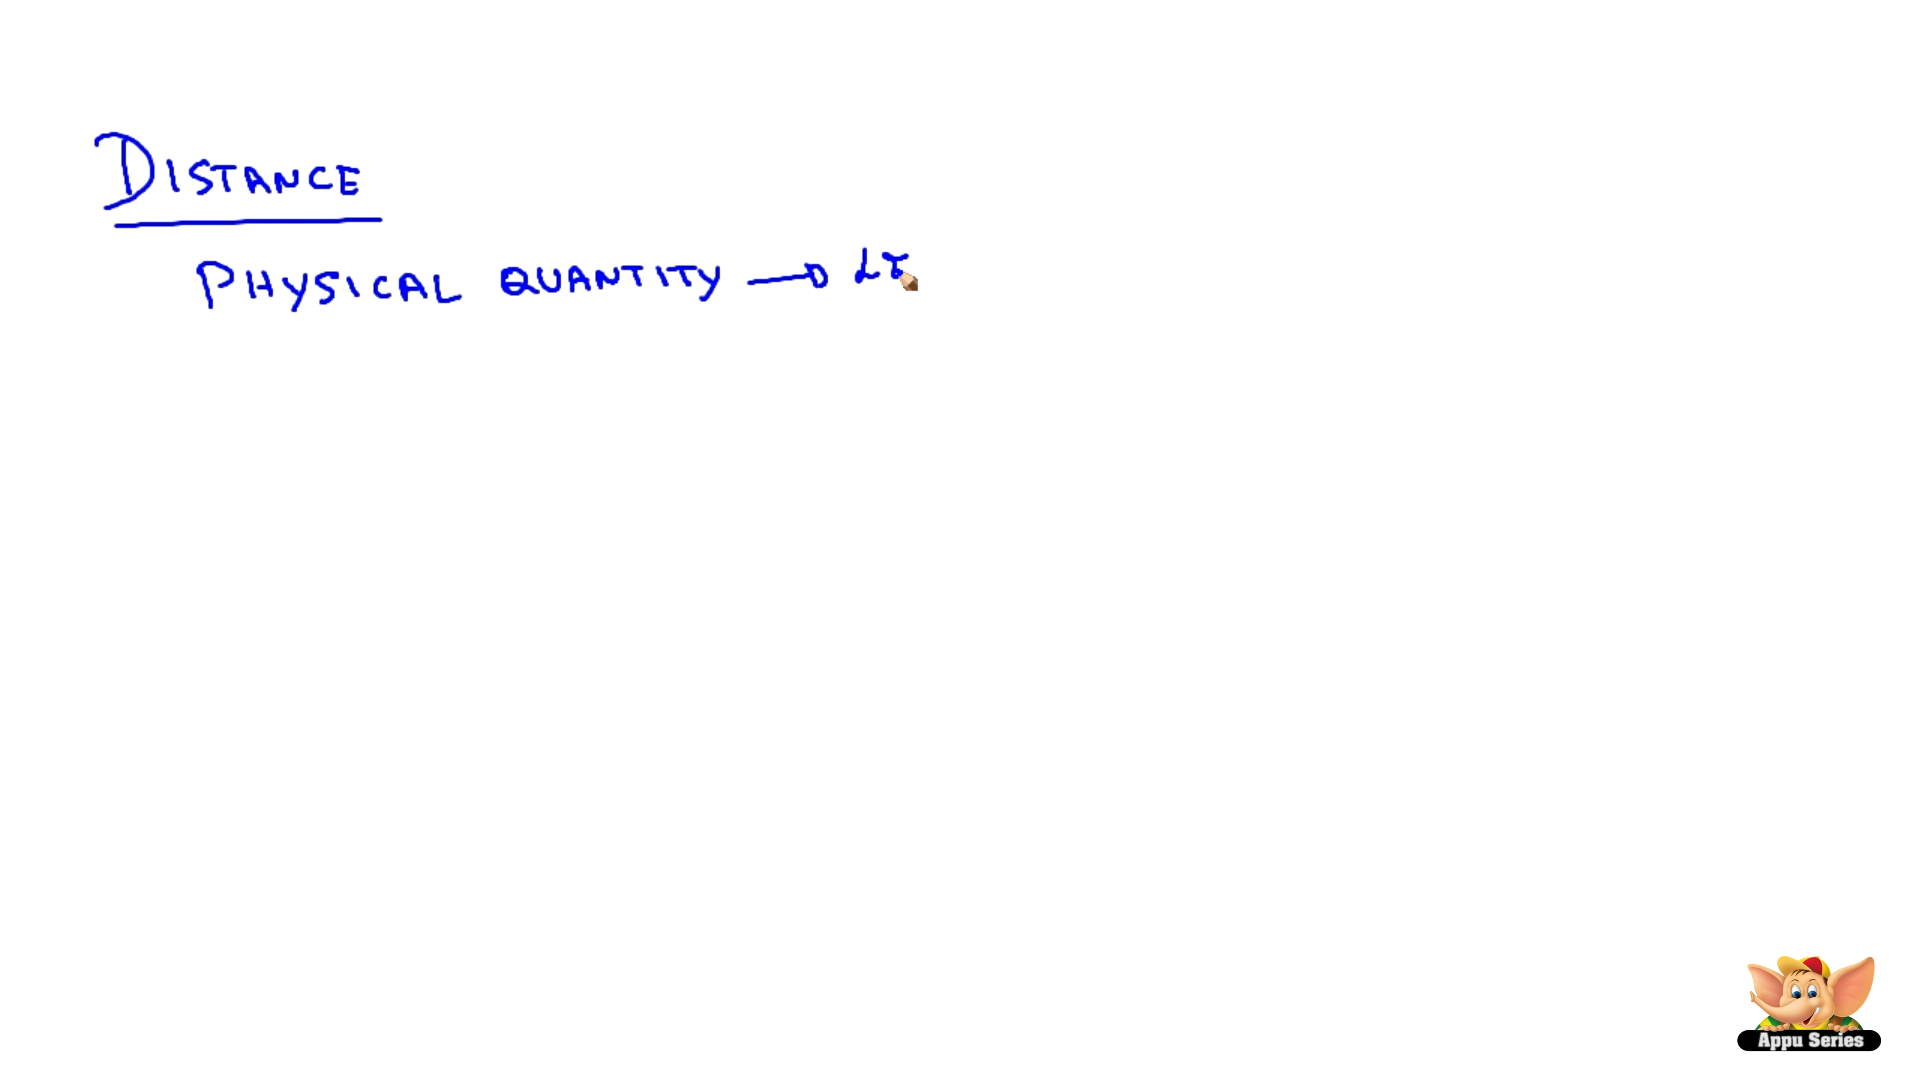 DISTANCE
PHYSICAL QUANTITY →
Appu Series